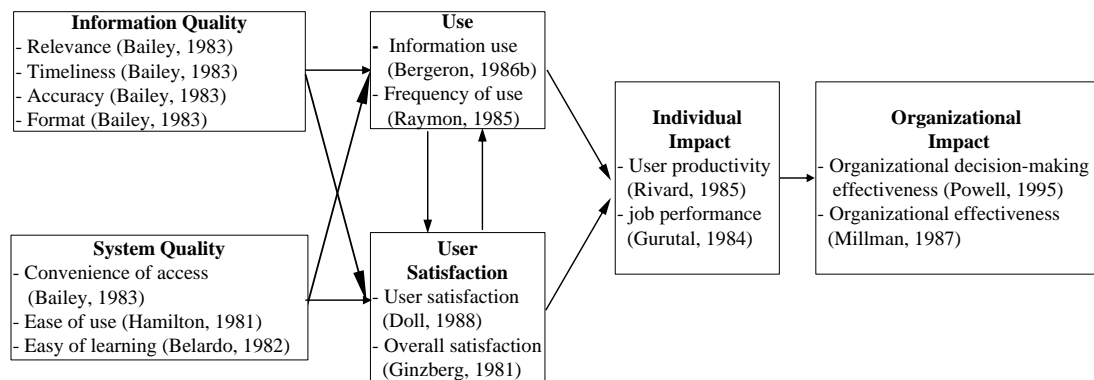 Information Quality
- Relevance (Bailey, 1983)
- Timeliness (Bailey, 1983)
- Accuracy (Bailey, 1983)
- Format (Bailey, 1983)
System Quality
- Convenience of access
(Bailey, 1983)
- Ease of use (Hamilton, 1981)
- Easy of learning (Belardo, 1982)
Use
- Information use
(Bergeron, 1986b)
- Frequency of use
(Raymon, 1985)
User
Satisfaction
- User satisfaction
(Doll, 1988)
- Overall satisfaction
(Ginzberg, 1981)
Individual
Impact
- User productivity
(Rivard, 1985)
- job performance
(Gurutal, 1984)
Organizational
Impact
- Organizational decision-making
effectiveness (Powell, 1995)
- Organizational effectiveness
(Millman, 1987)